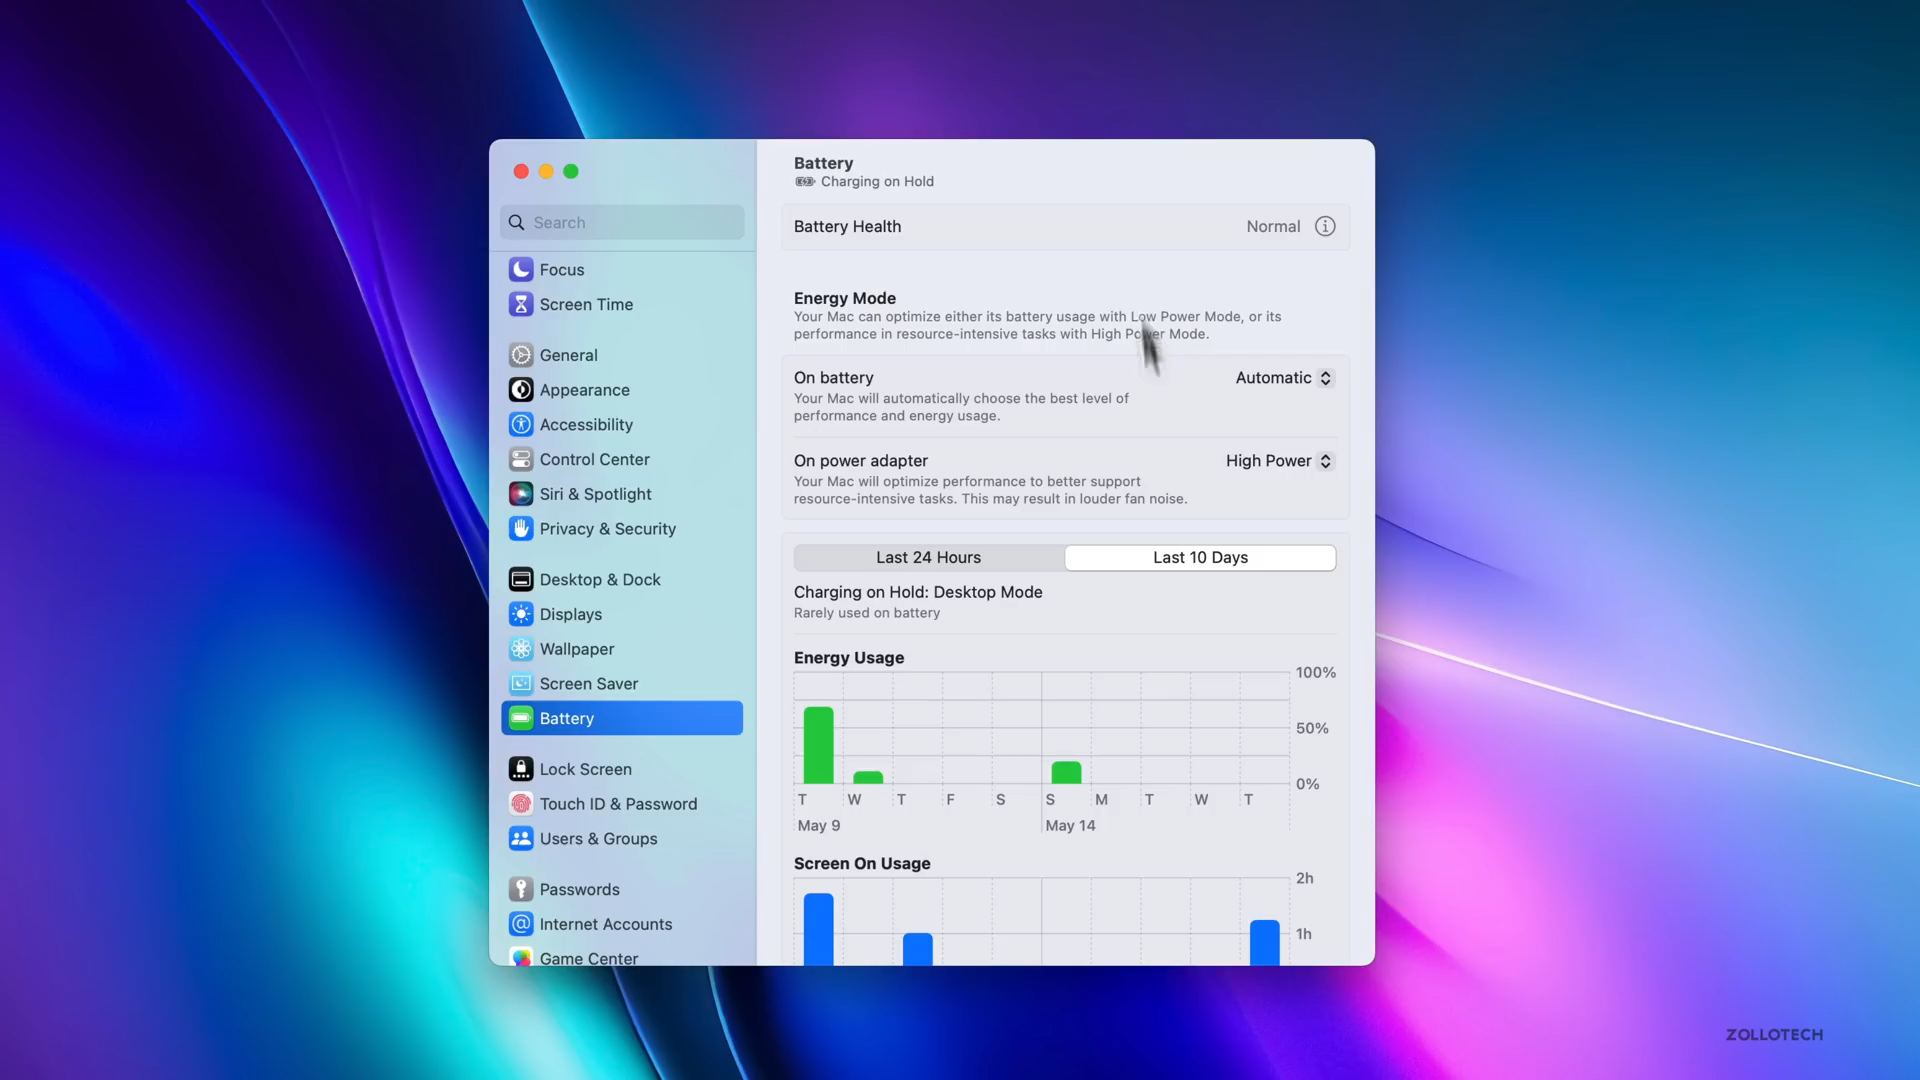 Battery
Charging on Hold
Search
Battery Health
Normal
Focus
Screen Time
General
Appearance
Accessibility
Control Center
Siri & Spotlight
Privacy & Security
Desktop & Dock
Displays
Wallpaper
Screen Saver
Battery
Lock Screen
Touch ID & Password
Users & Groups
Passwords
Internet Accounts
Game Center
Energy Mode
Your Mac can optimize either its battery usage with Low Power Mode, or its
performance in resource-intensive tasks with High Power Mode.
On battery
Automatic
Your Mac will automatically choose the best level of
performance and energy usage.
On power adapter
High Power
Your Mac will optimize performance to better support
resource-intensive tasks. This may result in louder fan noise.
Last 24 Hours
Last 10 Days
Charging on Hold: Desktop Mode
Rarely used on battery
Energy Usage
100%
50%
0%
T W T F S S M T W T
May 9
May 14
Screen On Usage
2h
1h
ZOLLOTECH